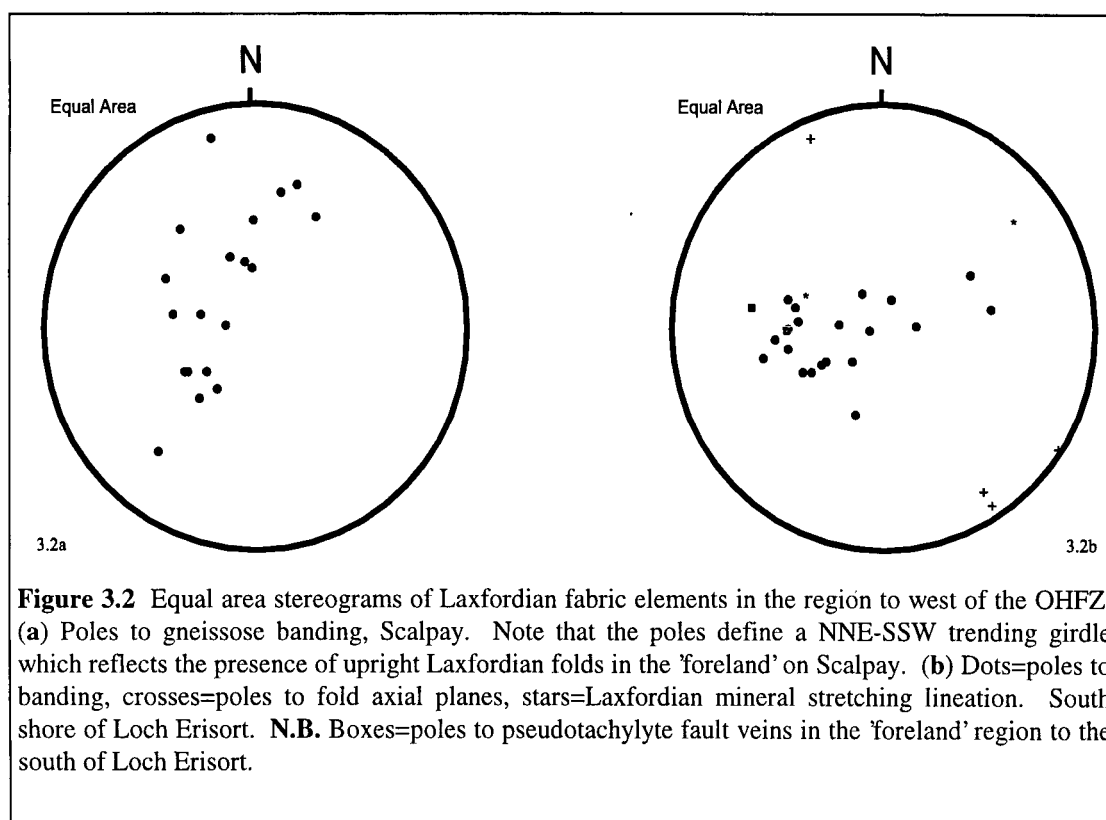 N
Equal Area
3.2a
N
Equal Area
3.2b
Figure 3.2 Equal area stereograms of Laxfordian fabric elements in the region to west of the OHFZ
(a) Poles to gneissose banding, Scalpay. Note that the poles define a NNE-SSW trending girdle
which reflects the presence of upright Laxfordian folds in the 'foreland' on Scalpay. (b) Dots=poles to
banding, crosses=poles to fold axial planes, stars=Laxfordian mineral stretching lineation. South
shore of Loch Erisort. N.B. Boxes=poles to pseudotachylyte fault veins in the 'foreland' region to the
south of Loch Erisort.